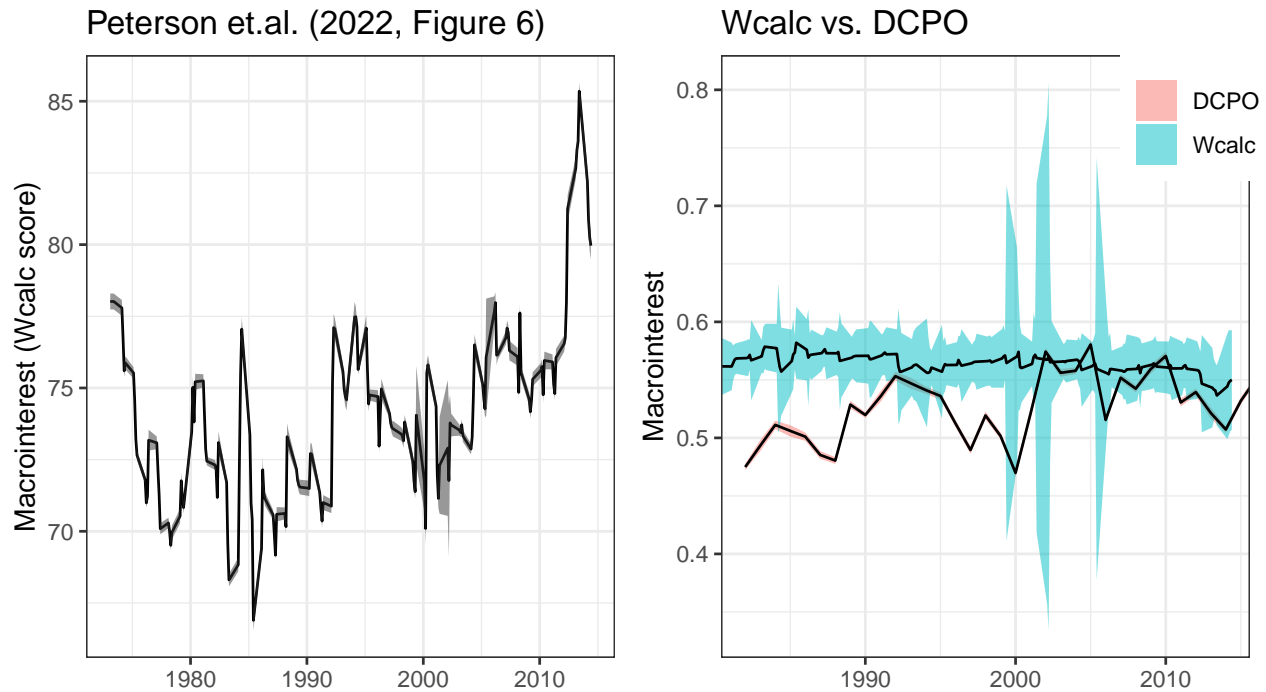 Peterson et.al. (2022, Figure 6)
Macrointerest (Wcalc score)
85
80
75
70
1980
1990
2000
2010
Wcalc vs. DCPO
Macrointerest
0.8
0.7
0.6
0.5
0.4
1990
2000
2010
DCPO
Wcalc